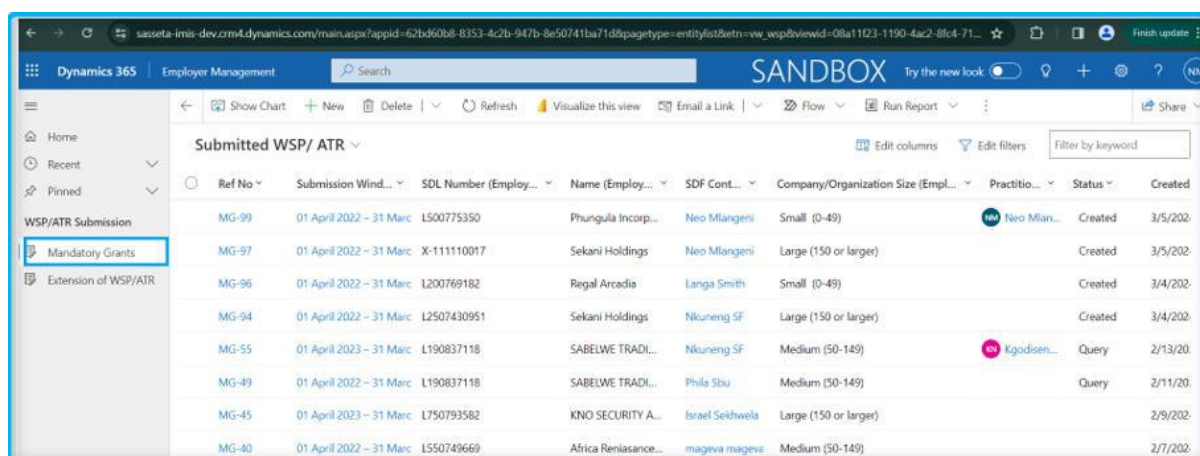 sasseta-imis-dev.crm4.dynamics.com/main.aspx?appid=62bd60b8-8353-4c2b-947b-8e50741ba71d&pagetype=entitylist&etn=vw_wsp&viewid=08a11f23-1190-4ac2-8fc4-71... Finish update
Dynamics 365 Employer Management Search SANDBOX Try the new look ? NM
Show Chart New Delete Refresh Visualize this view Email a Link Flow Run Report Share
Home
Recent
Pinned
WSP/ATR Submission
Mandatory Grants
Extension of WSP/ATR
Submitted WSP/ ATR Edit columns Edit filters Filter by keyword
Ref No Submission Wind... SDL Number (Employ... Name (Employ... SDF Cont... Company/Organization Size (Empl... Practitio... Status Created
MG-99 01 April 2022 – 31 Marc L500775350 Phungula Incorp... Neo Mlangeni Small (0-49) NM Neo Mlan... Created 3/5/202
MG-97 01 April 2022 – 31 Marc X-111110017 Sekani Holdings Neo Mlangeni Large (150 or larger) Created 3/5/202
MG-96 01 April 2022 – 31 Marc L200769182 Regal Arcadia Langa Smith Small (0-49) Created 3/4/202
MG-94 01 April 2022 – 31 Marc L2507430951 Sekani Holdings Nkuneng SF Large (150 or larger) Created 3/4/202
MG-55 01 April 2023 – 31 Marc L190837118 SABELWE TRADI... Nkuneng SF Medium (50-149) KN Kgodisen... Query 2/13/20
MG-49 01 April 2022 – 31 Marc L190837118 SABELWE TRADI... Phila Sbu Medium (50-149) Query 2/11/20
MG-45 01 April 2023 – 31 Marc L750793582 KNO SECURITY A... Israel Sekhwela Large (150 or larger) 2/9/202
MG-40 01 April 2022 – 31 Marc L550749669 Africa Reniasance... mageva mageva Medium (50-149) 2/7/202